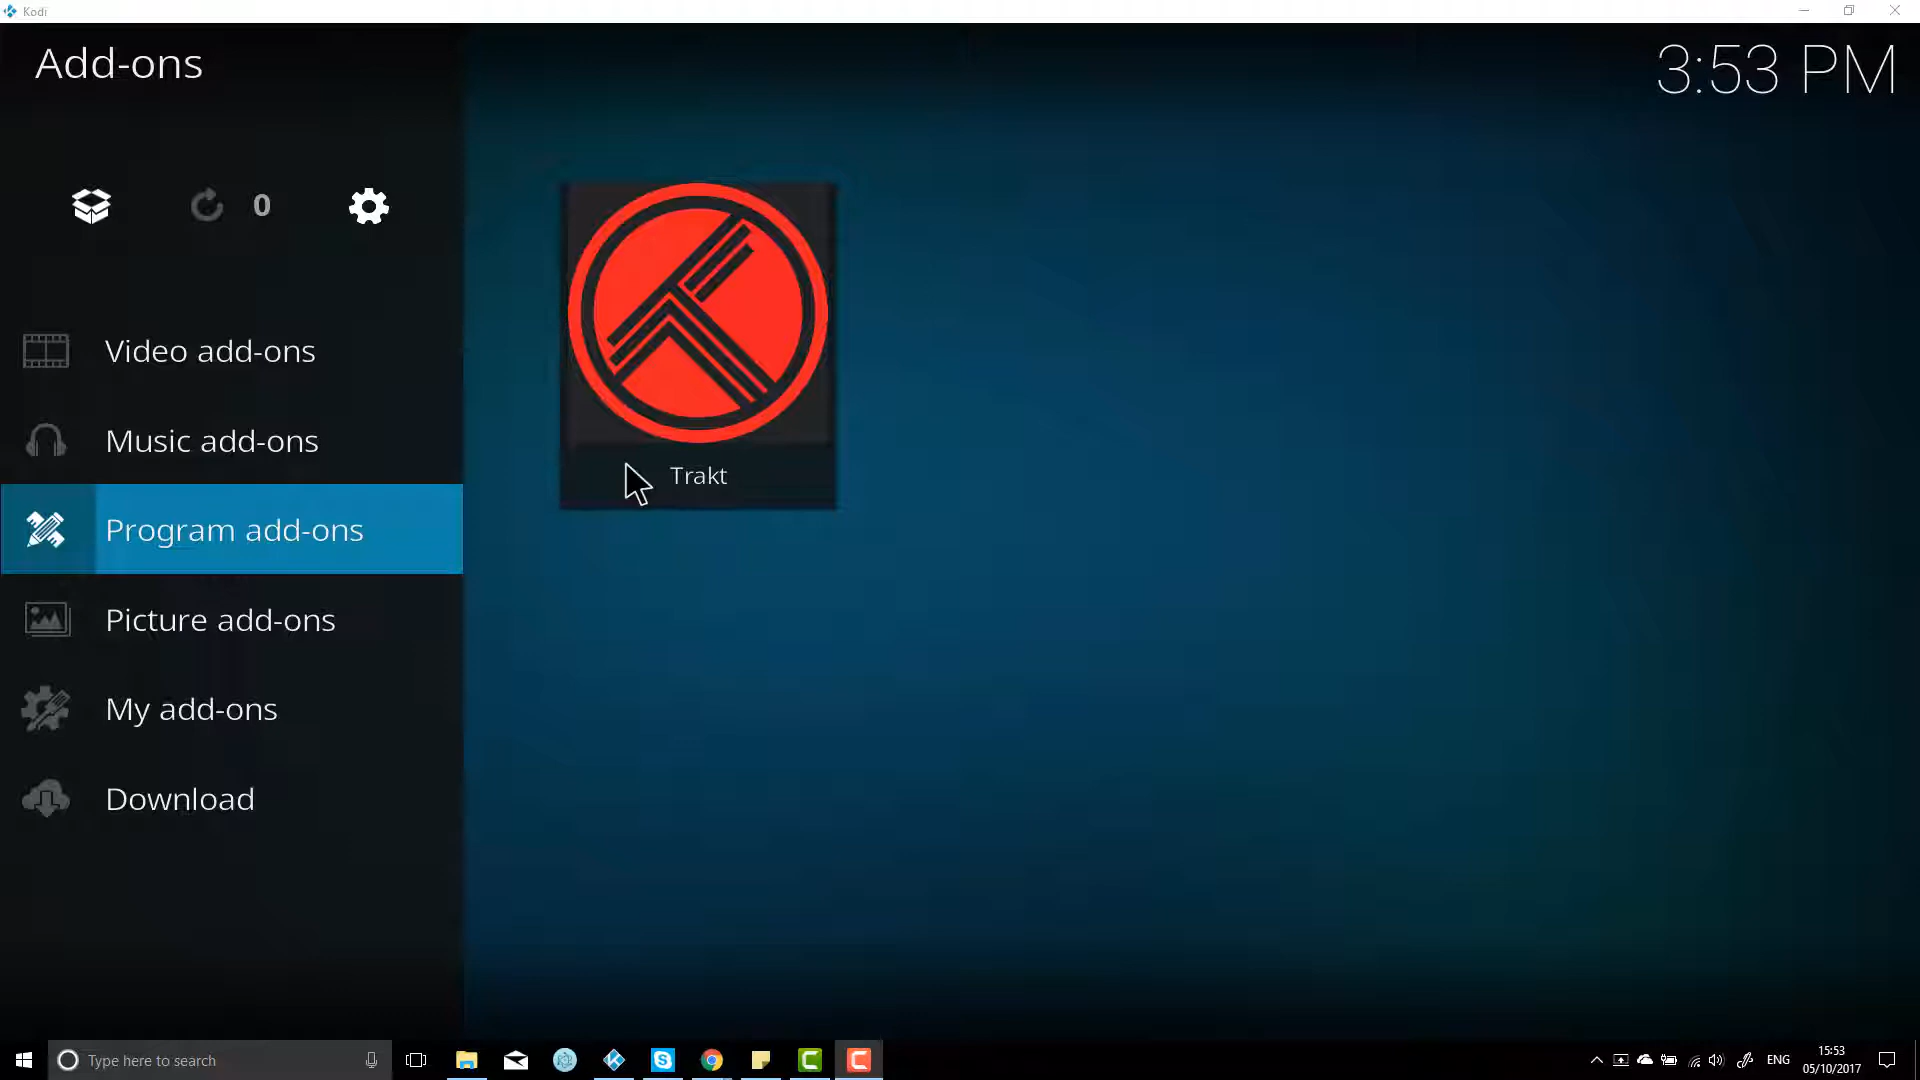 Kodi
Add-ons
3:53 PM
0
Video add-ons
Music add-ons
Program add-ons
Picture add-ons
My add-ons
Download
Trakt
Type here to search
ENG
15:53
05/10/2017